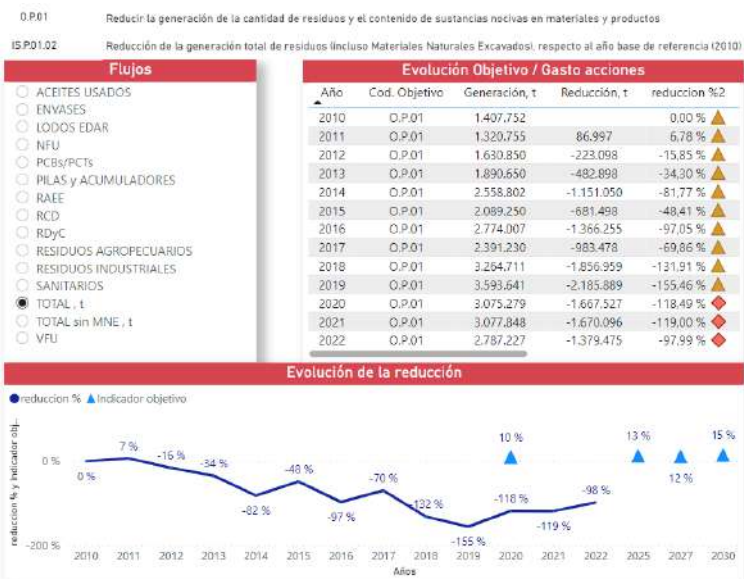 O.P.01 Reducir la generación de la cantidad de residuos y el contenido de sustancias nocivas en materiales y productos
IS.P.01.02 Reducción de la generación total de residuos (incluso Materiales Naturales Excavados), respecto al año base de referencia (2010)
Flujos
ACEITES USADOS
ENVASES
LODOS EDAR
NFU
PCBs/PCTs
PILAS y ACUMULADORES
RAEE
RCD
RDyC
RESIDUOS AGROPECUARIOS
RESIDUOS INDUSTRIALES
SANITARIOS
TOTAL , t
TOTAL sin MNE , t
VFU
Evolución Objetivo / Gasto acciones
Año Cod. Objetivo Generación, t Reducción, t reduccion %2
2010 O.P.01 1.407.752 0,00 %
2011 O.P.01 1.320.755 86.997 6,78 %
2012 O.P.01 1.630.850 -223.098 -15,85 %
2013 O.P.01 1.890.650 -482.898 -34,30 %
2014 O.P.01 2.558.802 -1.151.050 -81,77 %
2015 O.P.01 2.089.250 -681.498 -48,41 %
2016 O.P.01 2.774.007 -1.366.255 -97,05 %
2017 O.P.01 2.391.230 -983.478 -69,86 %
2018 O.P.01 3.264.711 -1.856.959 -131,91 %
2019 O.P.01 3.593.641 -2.185.889 -155,46 %
2020 O.P.01 3.075.279 -1.667.527 -118,49 %
2021 O.P.01 3.077.848 -1.670.096 -119,00 %
2022 O.P.01 2.787.227 -1.379.475 -97,99 %
Evolución de la reducción
reduccion % Indicador objetivo
reduccion % y Indicador obj...
0 %
-200 %
0 %
7 %
-16 %
-34 %
-82 %
-48 %
-97 %
-70 %
-132 %
-155 %
-118 %
-119 %
-98 %
10 %
13 %
12 %
15 %
2010 2011 2012 2013 2014 2015 2016 2017 2018 2019 2020 2021 2022 2025 2027 2030
Años